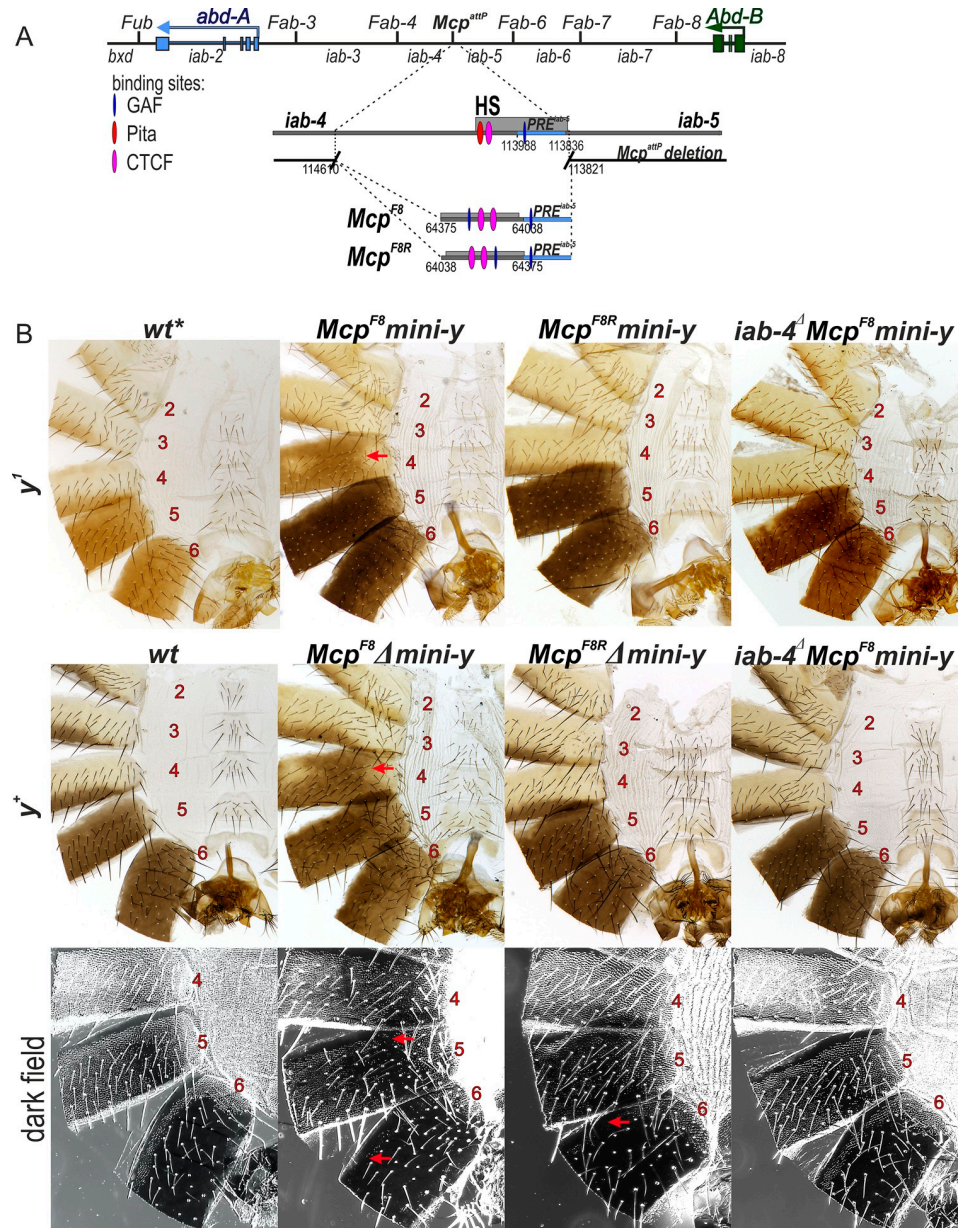 A
Fub abd-A Fab-3 Fab-4 Mcp^attP Fab-6 Fab-7 Fab-8 Abd-B
bxd iab-2 iab-3 iab-4 iab-5 iab-6 iab-7 iab-8
binding sites:
GAF
Pita
CTCF
HS
iab-4 PRE^iab-5 iab-5
113988 113836
114610 113821 Mcp^attP deletion
Mcp^F8 PRE^iab-5
64375 64038
Mcp^F8R PRE^iab-5
64038 64375
B
wt* Mcp^F8 mini-y Mcp^F8R mini-y iab-4^Δ Mcp^F8 mini-y
y^1
2 2 2 2
3 3 3 3
4 4 4 4
5 5 5 5
6 6 6 6
wt Mcp^F8 Δ mini-y Mcp^F8R Δ mini-y iab-4^Δ Mcp^F8 mini-y
y^+
2 2 2 2
3 3 3 3
4 4 4 4
5 5 5 5
6 6 6 6
dark field
4 4 4 4
5 5 5 5
6 6 6 6